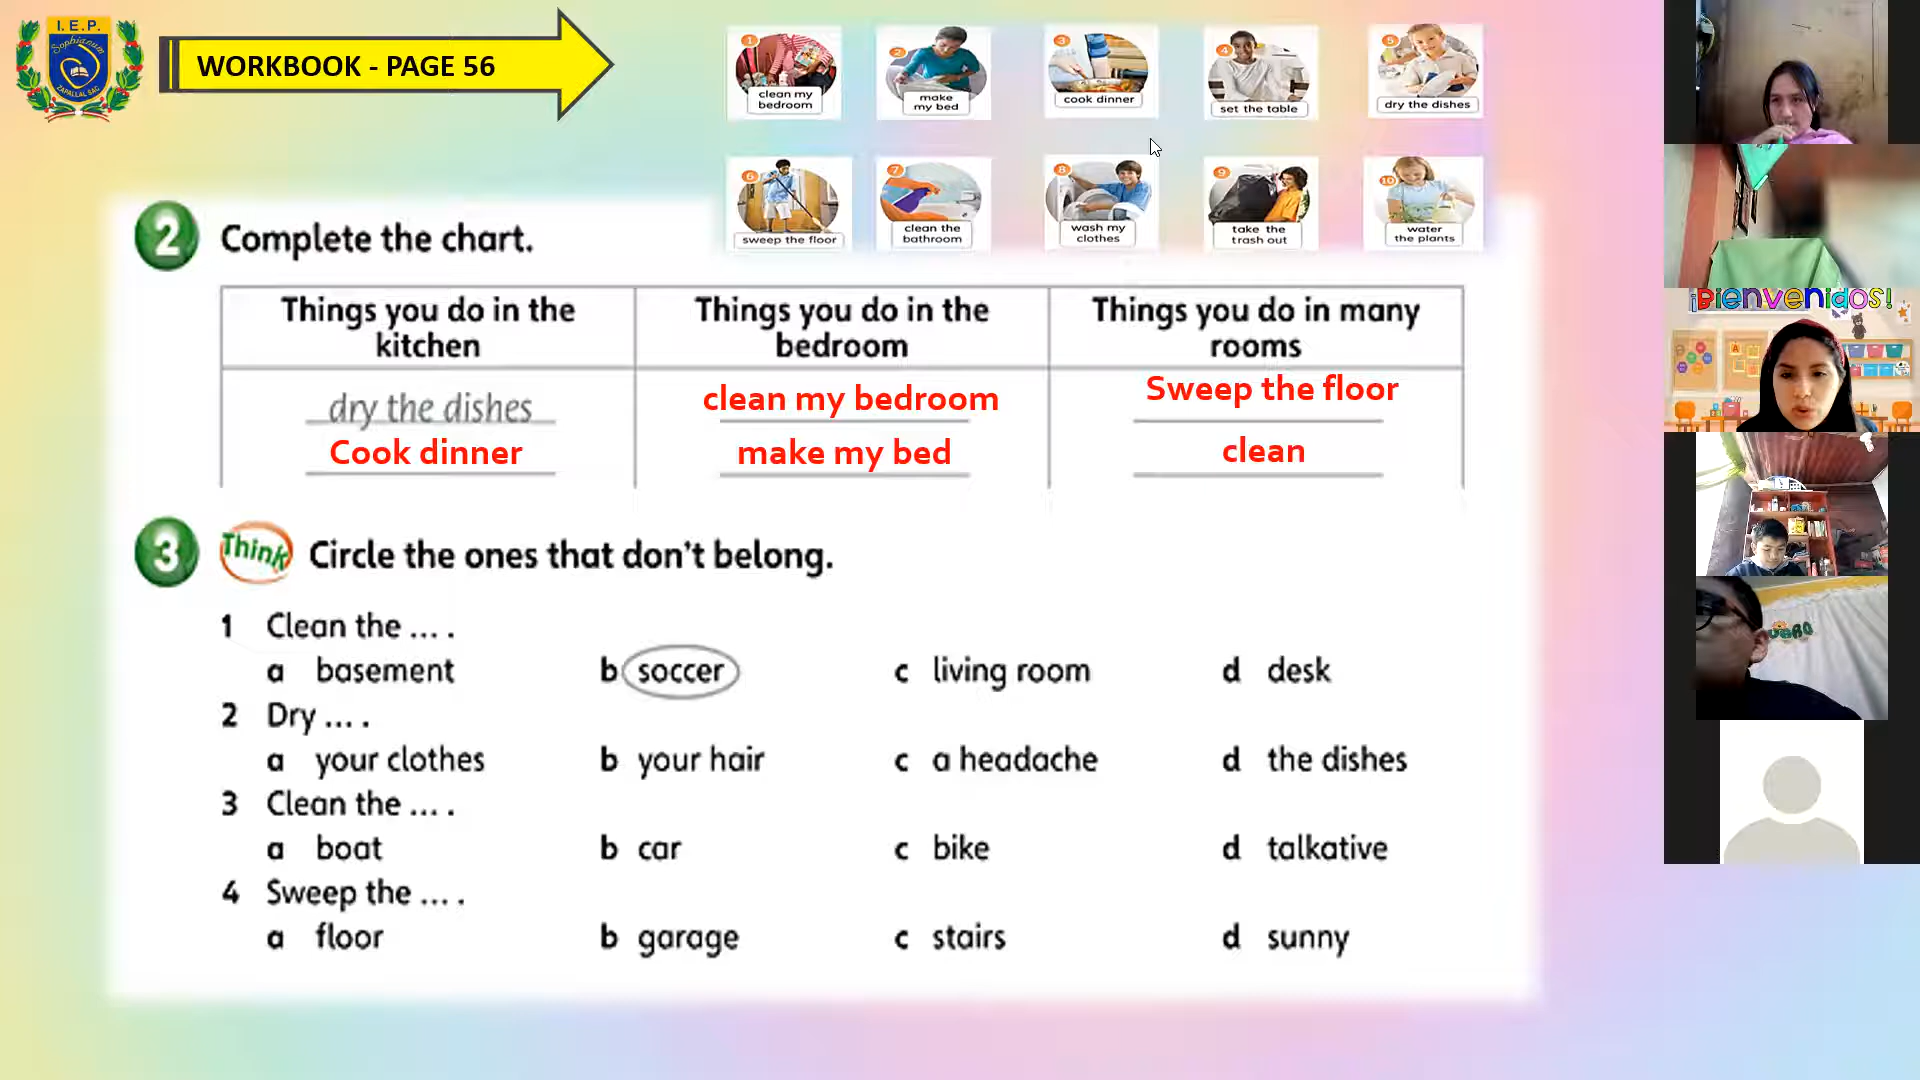 I.E.P.
Sophianum
ZAPALLAL SAC
WORKBOOK - PAGE 56
1
clean my
bedroom
2
make
my bed
3
cook dinner
4
set the table
5
dry the dishes
6
sweep the floor
7
clean the
bathroom
8
wash my
clothes
9
take the
trash out
10
water
the plants
2 Complete the chart.
Things you do in the
kitchen
Things you do in the
bedroom
Things you do in many
rooms
dry the dishes
Cook dinner
clean my bedroom
make my bed
Sweep the floor
clean
3 Think Circle the ones that don't belong.
1 Clean the ... .
a basement b soccer c living room d desk
2 Dry ... .
a your clothes b your hair c a headache d the dishes
3 Clean the ... .
a boat b car c bike d talkative
4 Sweep the ... .
a floor b garage c stairs d sunny
¡Bienvenidos!